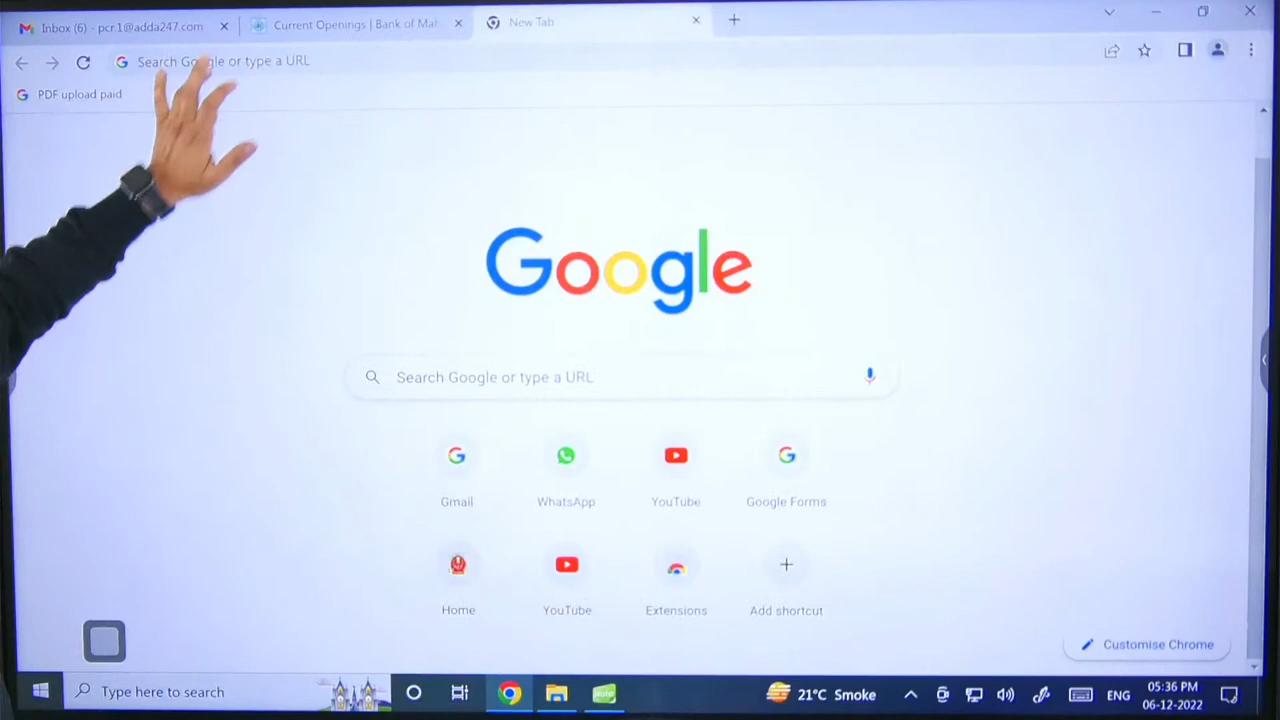 Inbox (6) - pcr.1@adda247.com
Current Openings | Bank of Mah
New Tab
Search Google or type a URL
PDF upload paid
Google
Search Google or type a URL
Gmail
WhatsApp
YouTube
Google Forms
Home
YouTube
Extensions
Add shortcut
Customise Chrome
Type here to search
21°C Smoke
ENG
05:36 PM
06-12-2022